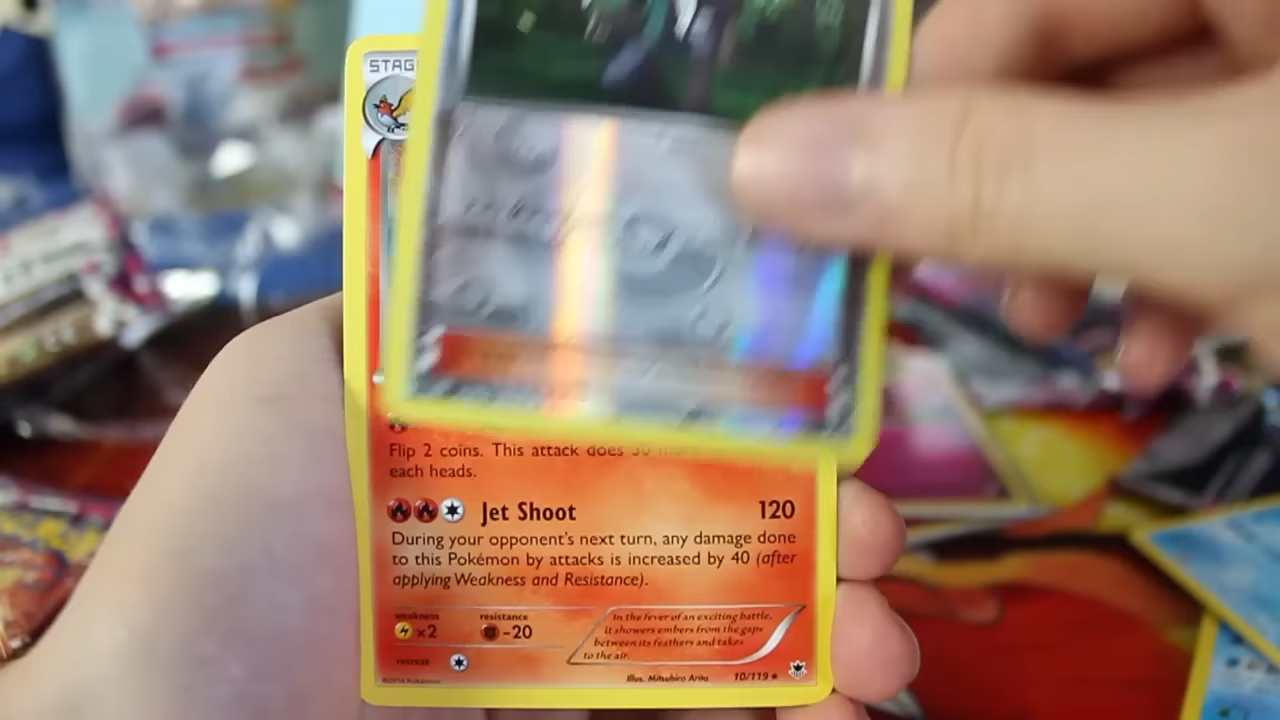 STAG
Flip 2 coins. This attack does 30
each heads.
Jet Shoot 120
During your opponent's next turn, any damage done
to this Pokémon by attacks is increased by 40 (after
applying Weakness and Resistance).
weakness resistance
×2 -20
In the fever of an exciting battle,
it showers embers from the gaps
between its feathers and takes
to the air.
retreat
©2014 Pokémon
Illus. Mitsuhiro Arita
10/119